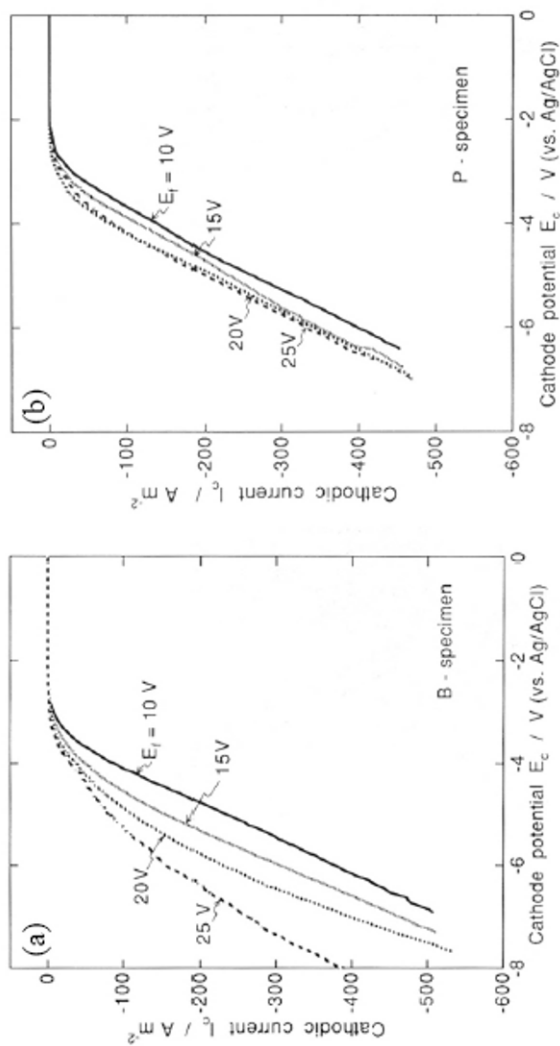 (a)
Cathodic current I_c / A m^-2
0
-100
-200
-300
-400
-500
-600
E_f = 10 V
15V
20V
25 V
B - specimen
-8
-6
-4
-2
0
Cathode potential E_c / V (vs. Ag/AgCl)
(b)
Cathodic current I_c / A m^-2
0
-100
-200
-300
-400
-500
-600
E_f = 10 V
15V
20V
25V
P - specimen
-8
-6
-4
-2
0
Cathode potential E_c / V (vs. Ag/AgCl)